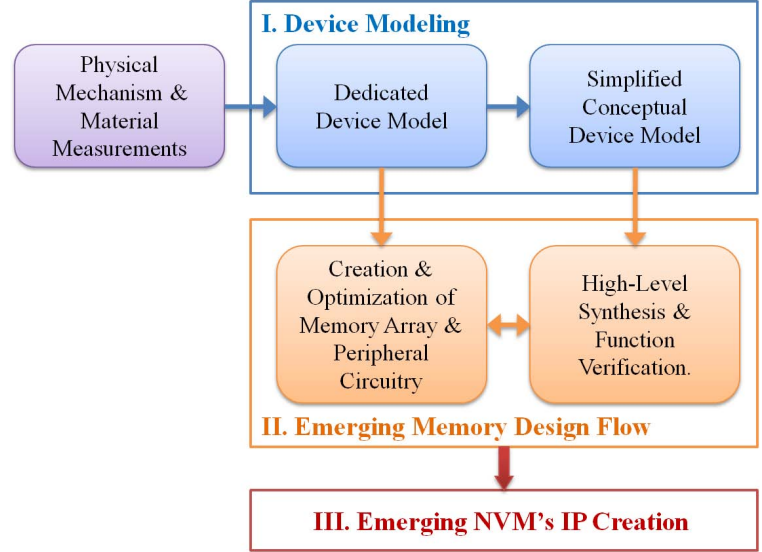 I. Device Modeling
Physical
Mechanism &
Material
Measurements
Dedicated
Device Model
Simplified
Conceptual
Device Model
Creation &
Optimization of
Memory Array &
Peripheral
Circuitry
High-Level
Synthesis &
Function
Verification.
II. Emerging Memory Design Flow
III. Emerging NVM’s IP Creation